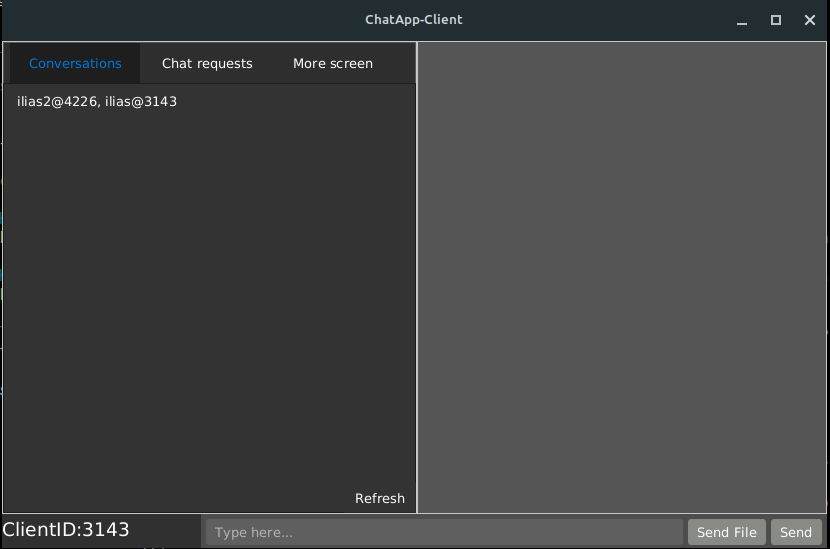 ChatApp-Client
Conversations Chat requests More screen
ilias2@4226, ilias@3143
Refresh
ClientID:3143 Type here... Send File Send